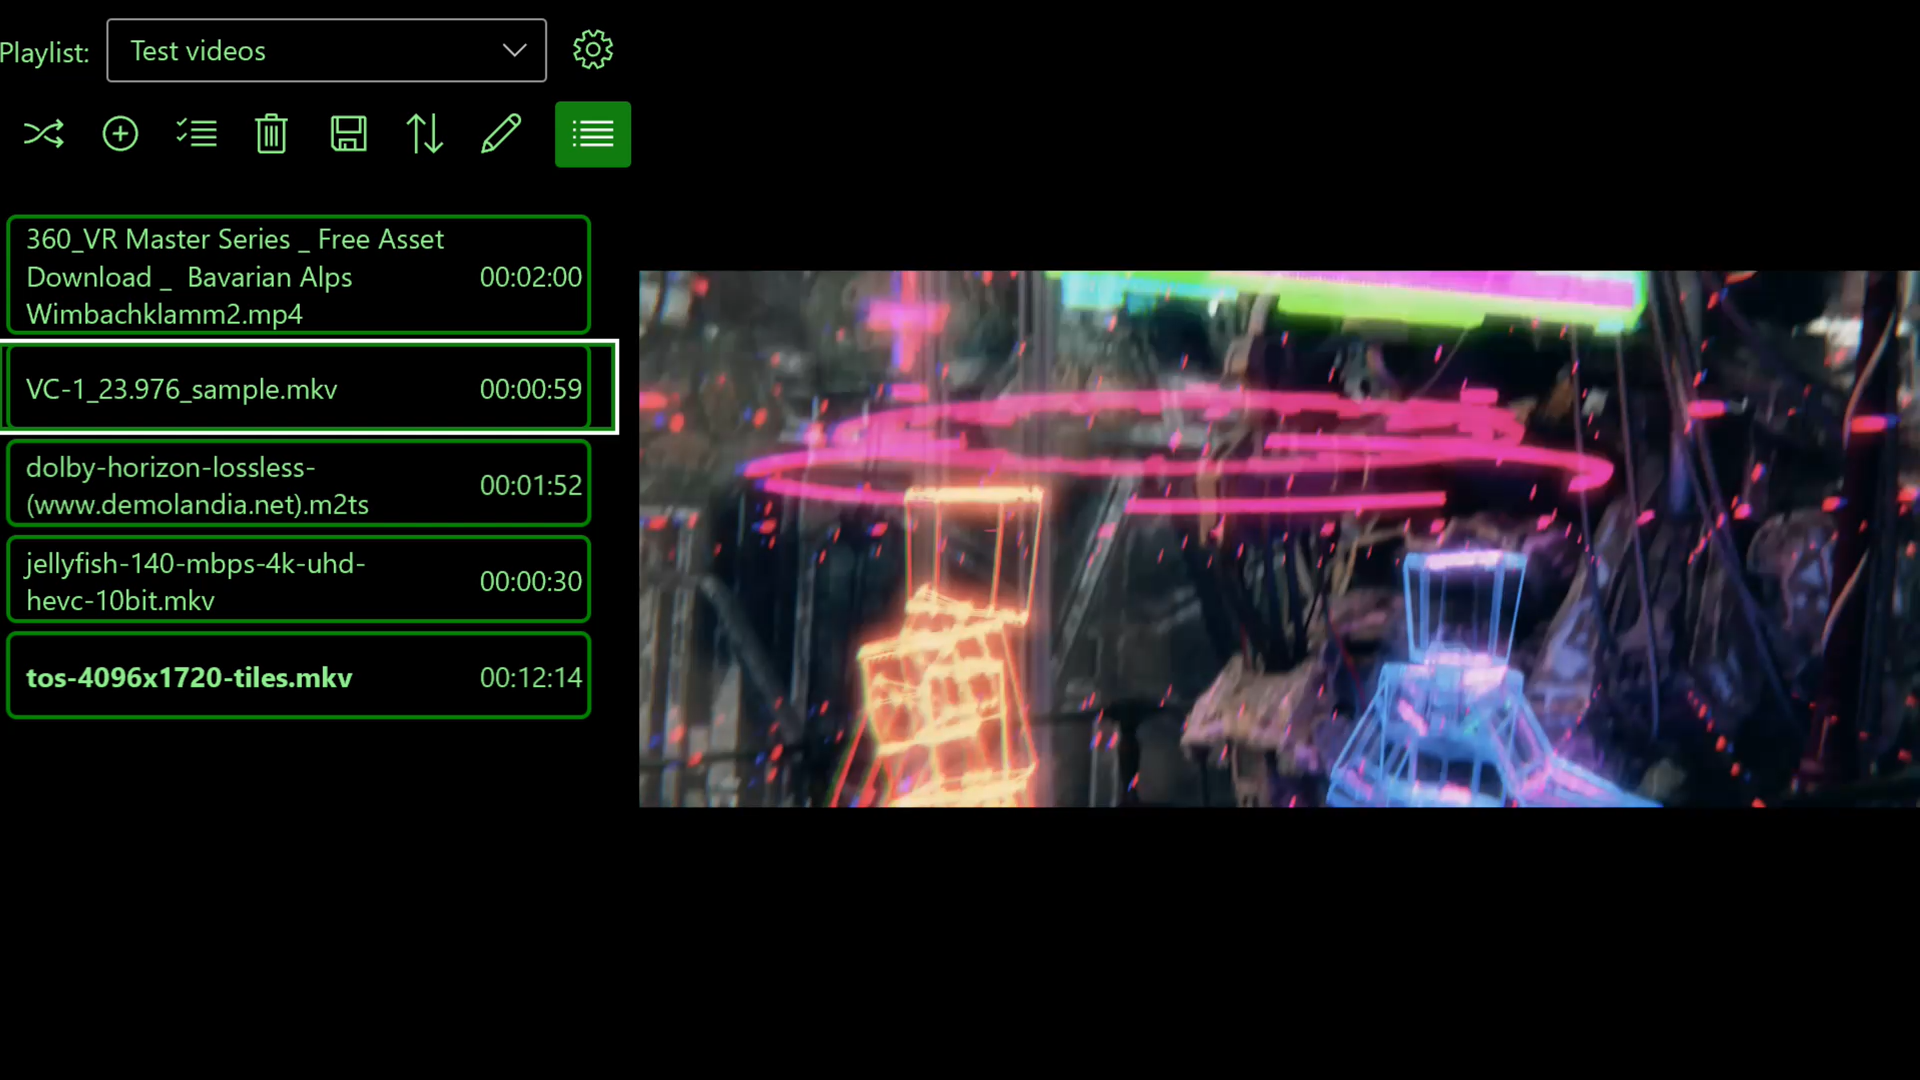 Playlist:
Test videos
360_VR Master Series _ Free Asset
Download _  Bavarian Alps
Wimbachklamm2.mp4
00:02:00
VC-1_23.976_sample.mkv
00:00:59
dolby-horizon-lossless-
(www.demolandia.net).m2ts
00:01:52
jellyfish-140-mbps-4k-uhd-
hevc-10bit.mkv
00:00:30
tos-4096x1720-tiles.mkv
00:12:14